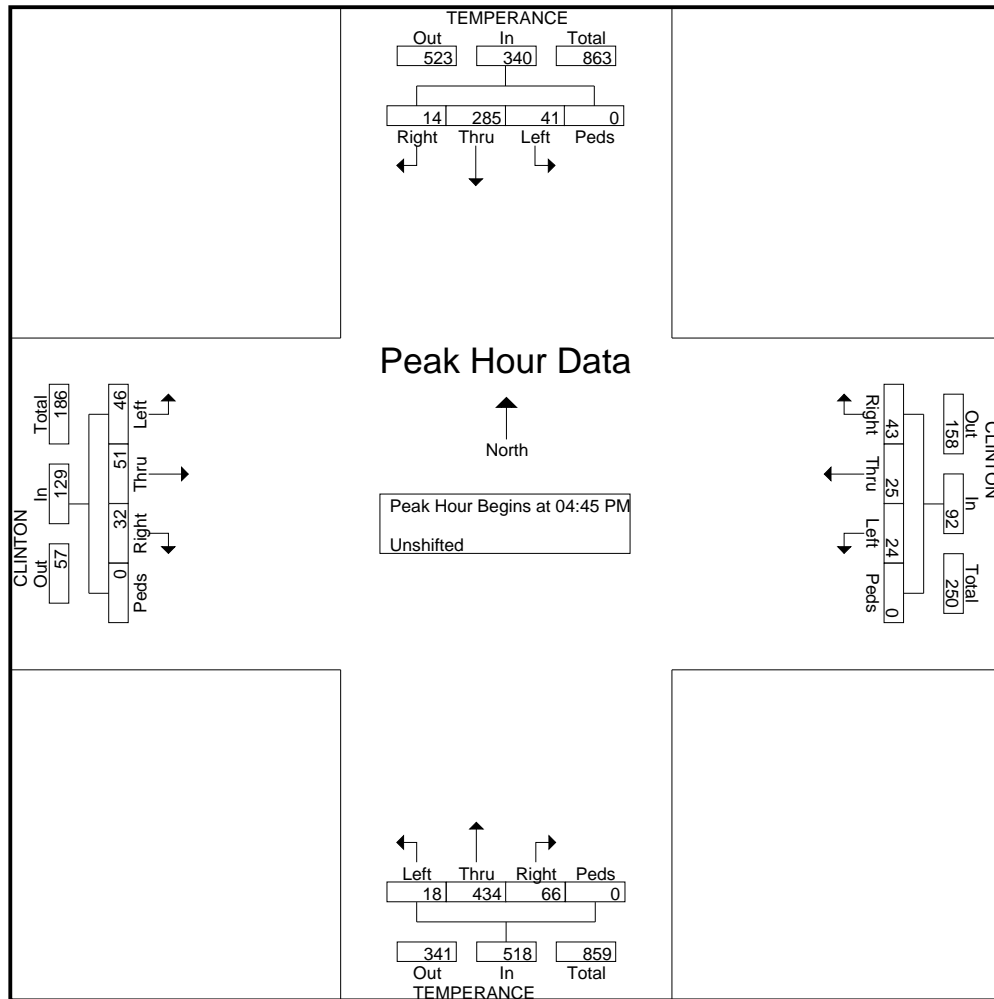 TEMPERANCE
Out In Total
523 340 863
14 285 41 0
Right Thru Left Peds
Peak Hour Data
North
Peak Hour Begins at 04:45 PM
Unshifted
CLINTON
Total In Out
186 129 57
46 51 32 0
Left Thru Right Peds
CLINTON
Out In Total
158 92 250
43 25 24 0
Right Thru Left Peds
Left Thru Right Peds
18 434 66 0
341 518 859
Out In Total
TEMPERANCE